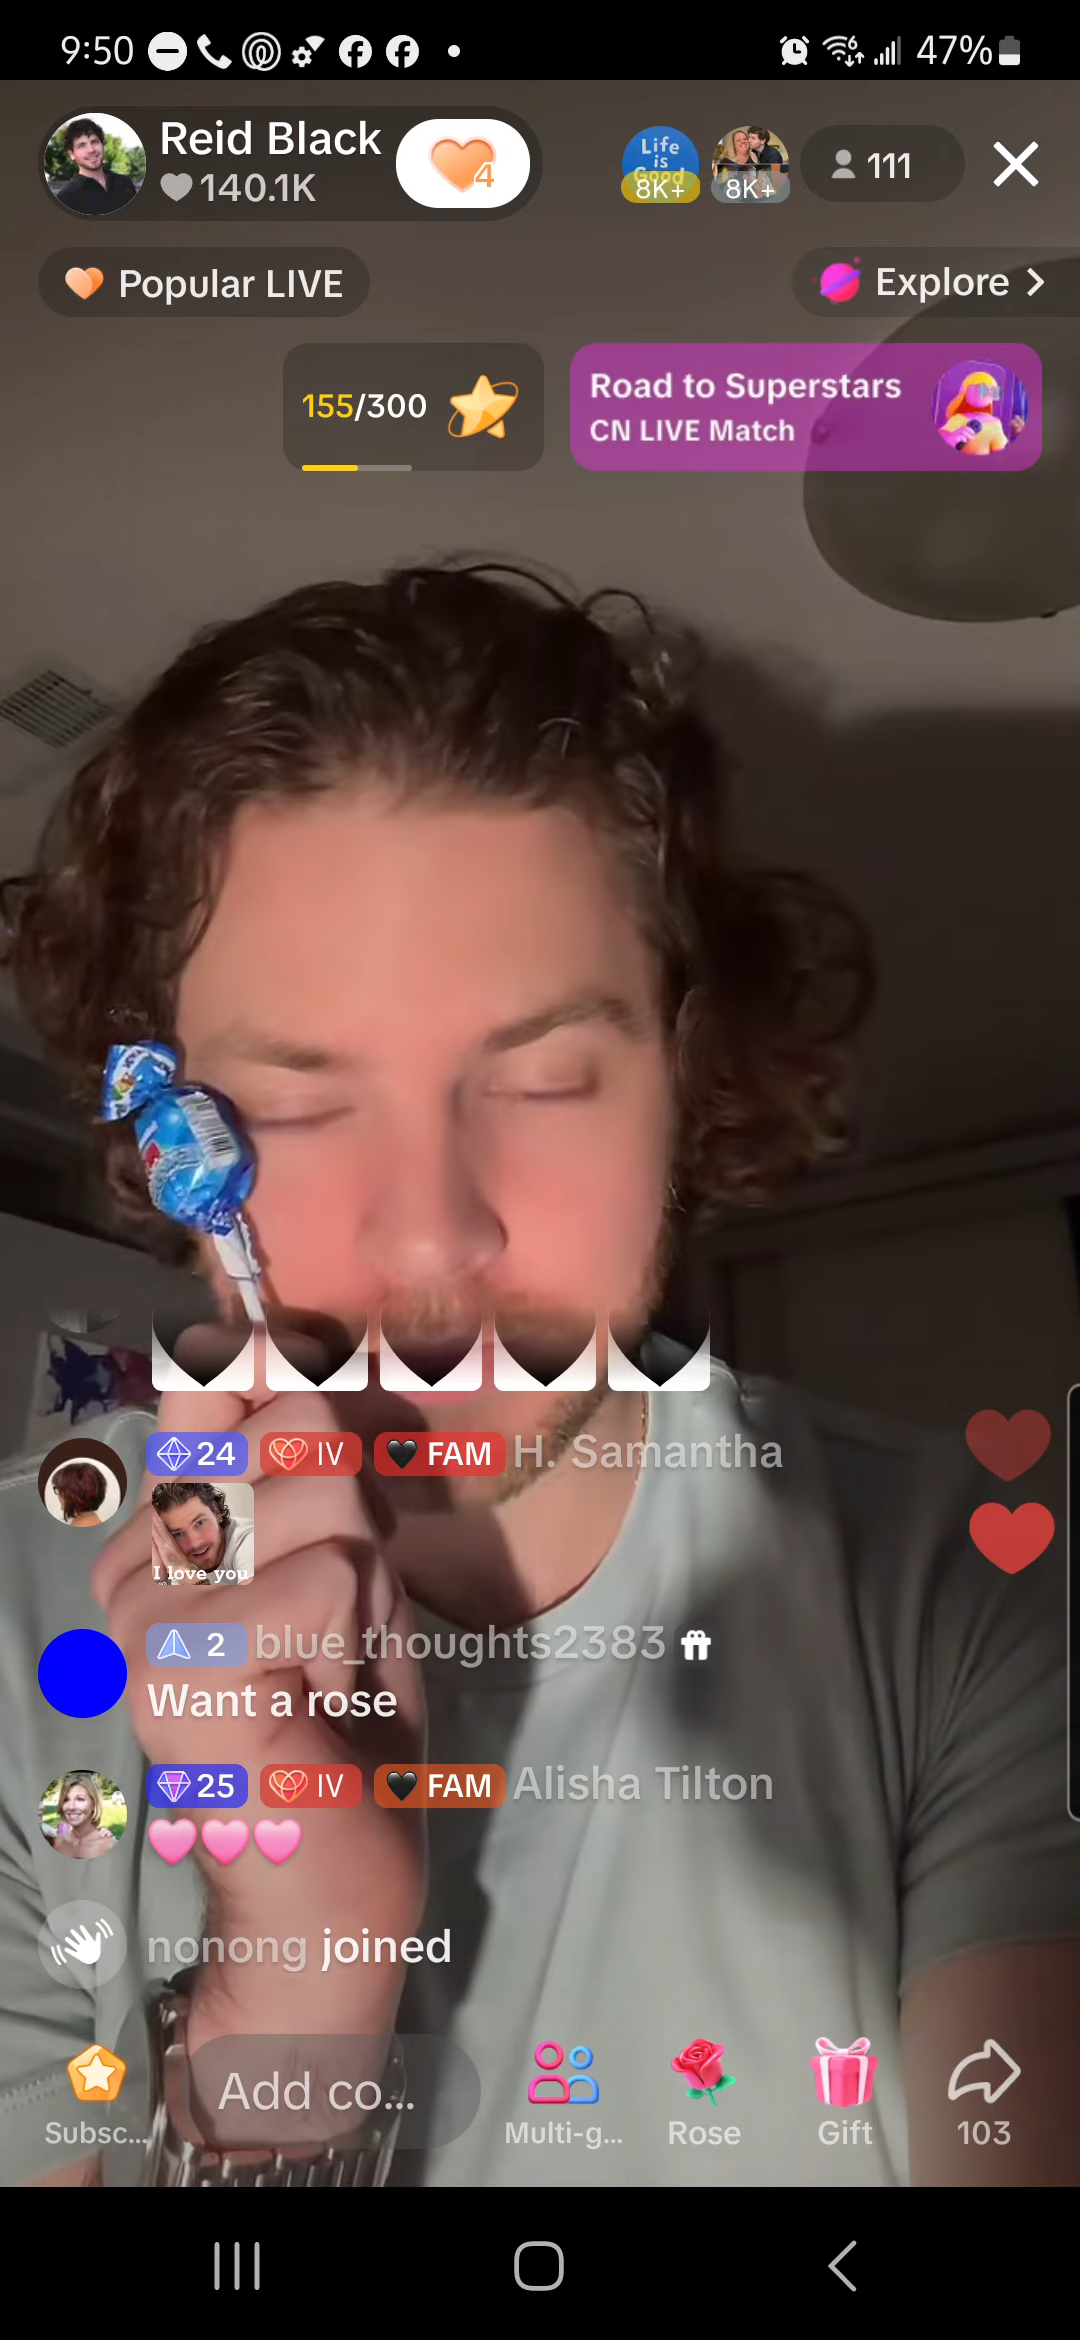 9:50
47%
Reid Black
140.1K
4
Life
is
Good
8K+
8K+
111
Popular LIVE
Explore
155/300
Road to Superstars
CN LIVE Match
24 IV FAM H. Samantha
I love you
2 blue_thoughts2383
Want a rose
25 IV FAM Alisha Tilton
nonong joined
Subsc...
Add co...
Multi-g...
Rose
Gift
103